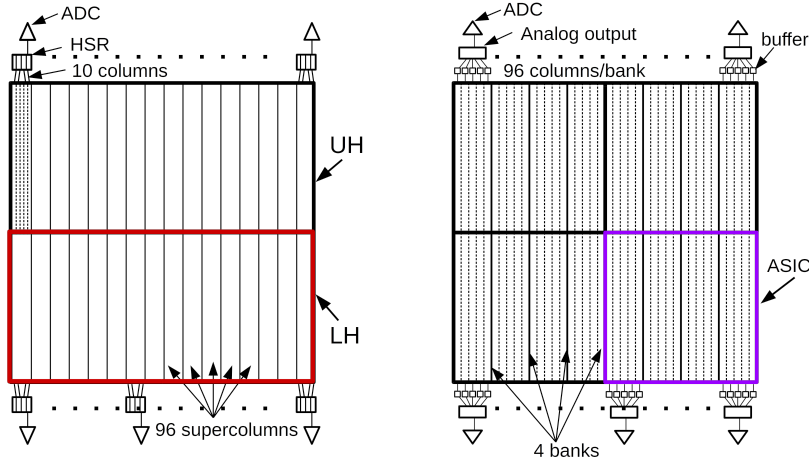 ADC
HSR
10 columns
UH
LH
96 supercolumns
ADC
Analog output
buffer
96 columns/bank
ASIC
4 banks